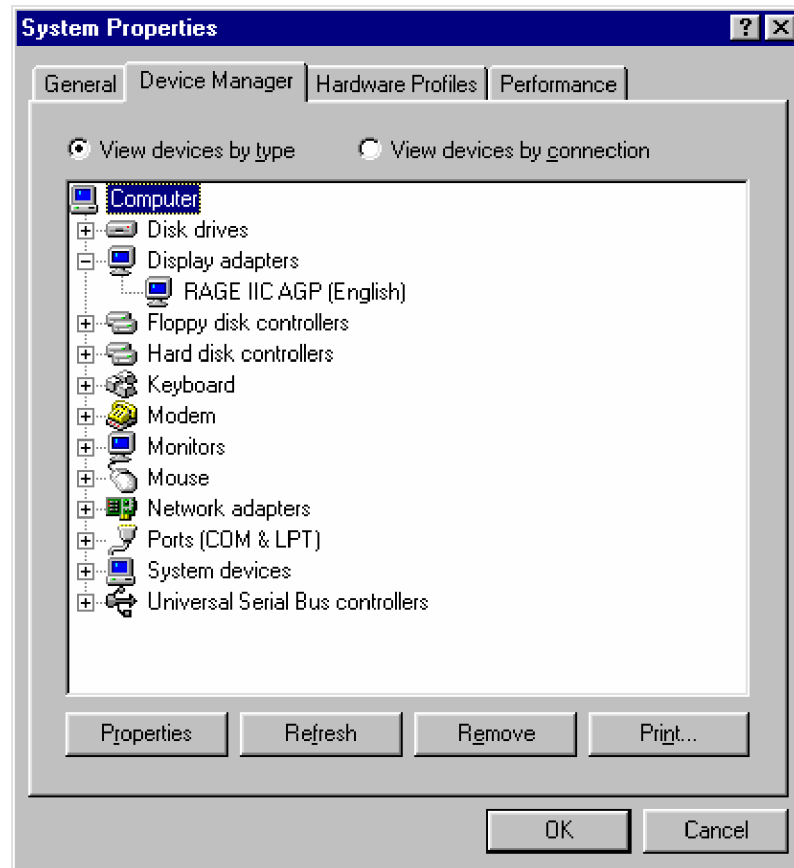 System Properties
General Device Manager Hardware Profiles Performance
View devices by type View devices by connection
Computer
Disk drives
Display adapters
RAGE IIC AGP (English)
Floppy disk controllers
Hard disk controllers
Keyboard
Modem
Monitors
Mouse
Network adapters
Ports (COM & LPT)
System devices
Universal Serial Bus controllers
Properties Refresh Remove Print...
OK Cancel